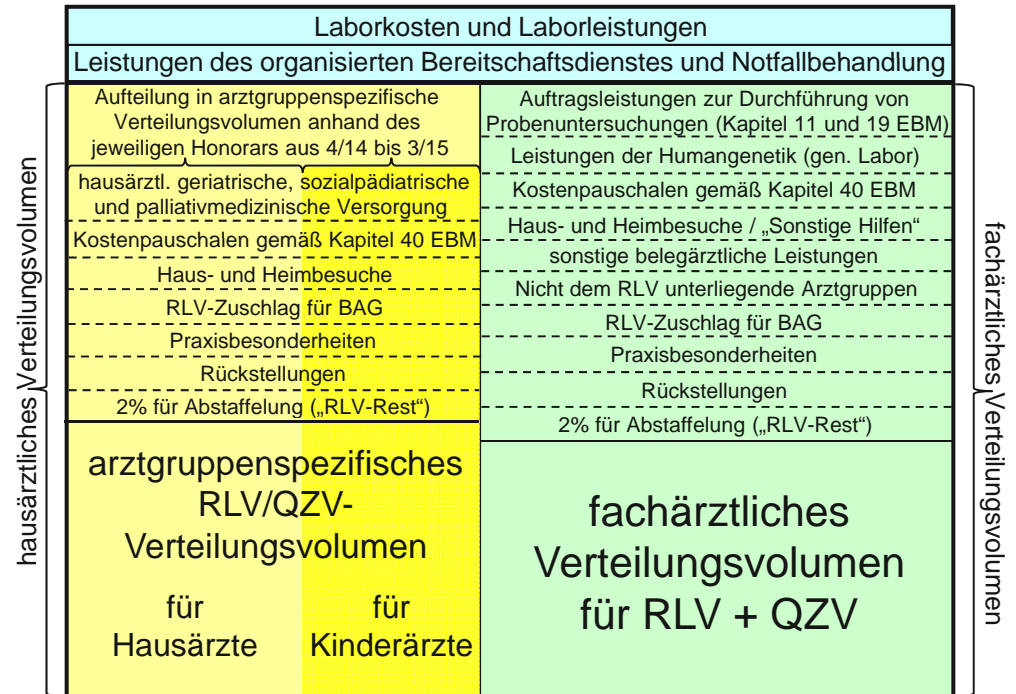 Laborkosten und Laborleistungen
Leistungen des organisierten Bereitschaftsdienstes und Notfallbehandlung
hausärztliches Verteilungsvolumen
Aufteilung in arztgruppenspezifische
Verteilungsvolumen anhand des
jeweiligen Honorars aus 4/14 bis 3/15
hausärztl. geriatrische, sozialpädiatrische
und palliativmedizinische Versorgung
Kostenpauschalen gemäß Kapitel 40 EBM
Haus- und Heimbesuche
RLV-Zuschlag für BAG
Praxisbesonderheiten
Rückstellungen
2% für Abstaffelung („RLV-Rest“)
arztgruppenspezifisches
RLV/QZV-
Verteilungsvolumen
für
Hausärzte
für
Kinderärzte
Auftragsleistungen zur Durchführung von
Probenuntersuchungen (Kapitel 11 und 19 EBM)
Leistungen der Humangenetik (gen. Labor)
Kostenpauschalen gemäß Kapitel 40 EBM
Haus- und Heimbesuche / „Sonstige Hilfen“
sonstige belegärztliche Leistungen
Nicht dem RLV unterliegende Arztgruppen
RLV-Zuschlag für BAG
Praxisbesonderheiten
Rückstellungen
2% für Abstaffelung („RLV-Rest“)
fachärztliches
Verteilungsvolumen
für RLV + QZV
fachärztliches Verteilungsvolumen